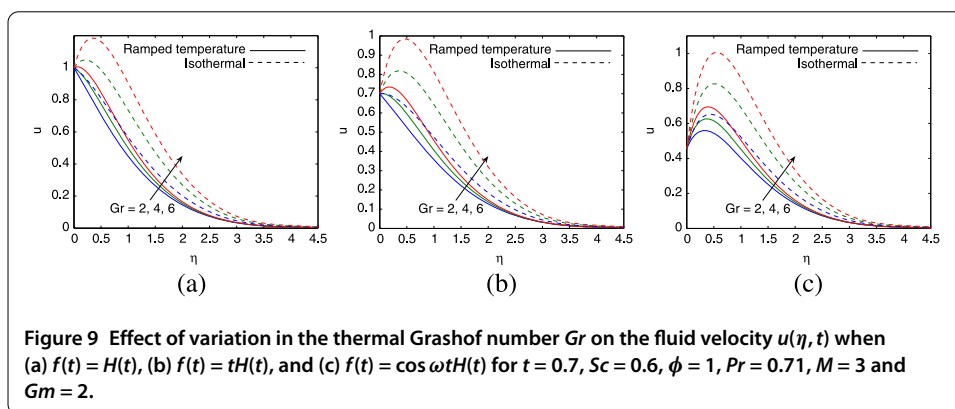 1.2
1
0.8
0.6
0.4
0.2
0
u
Ramped temperature
Isothermal
Gr = 2, 4, 6
0 0.5 1 1.5 2 2.5 3 3.5 4 4.5
η
(a)
1
0.9
0.8
0.7
0.6
0.5
0.4
0.3
0.2
0.1
0
u
Ramped temperature
Isothermal
Gr = 2, 4, 6
0 0.5 1 1.5 2 2.5 3 3.5 4 4.5
η
(b)
1
0.8
0.6
0.4
0.2
0
u
Ramped temperature
Isothermal
Gr = 2, 4, 6
0 0.5 1 1.5 2 2.5 3 3.5 4 4.5
η
(c)
Figure 9 Effect of variation in the thermal Grashof number Gr on the fluid velocity u(η, t) when
(a) f(t) = H(t), (b) f(t) = tH(t), and (c) f(t) = cos ωtH(t) for t = 0.7, Sc = 0.6, ϕ = 1, Pr = 0.71, M = 3 and
Gm = 2.